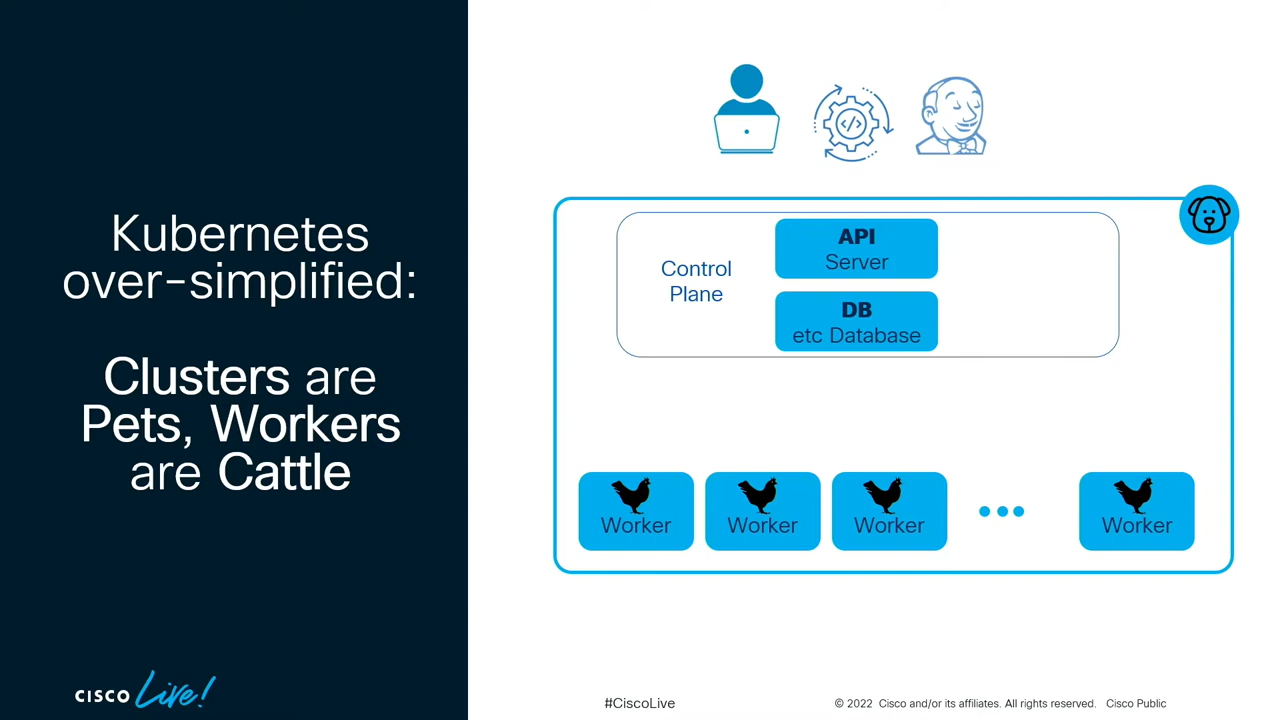 Kubernetes
over-simplified:
Clusters are
Pets, Workers
are Cattle
Control
Plane
API
Server
DB
etc Database
Worker
Worker
Worker
Worker
CISCO Live!
#CiscoLive
© 2022 Cisco and/or its affiliates. All rights reserved. Cisco Public